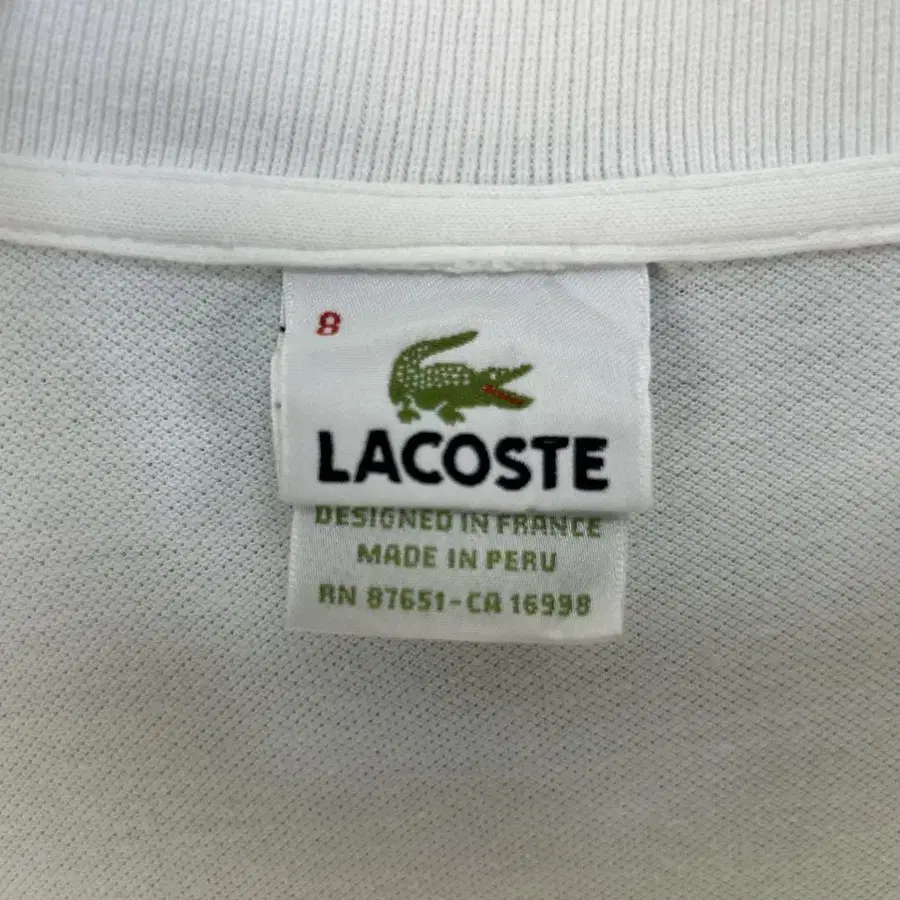 8
LACOSTE
DESIGNED IN FRANCE
MADE IN PERU
RN 87651-CA 16998